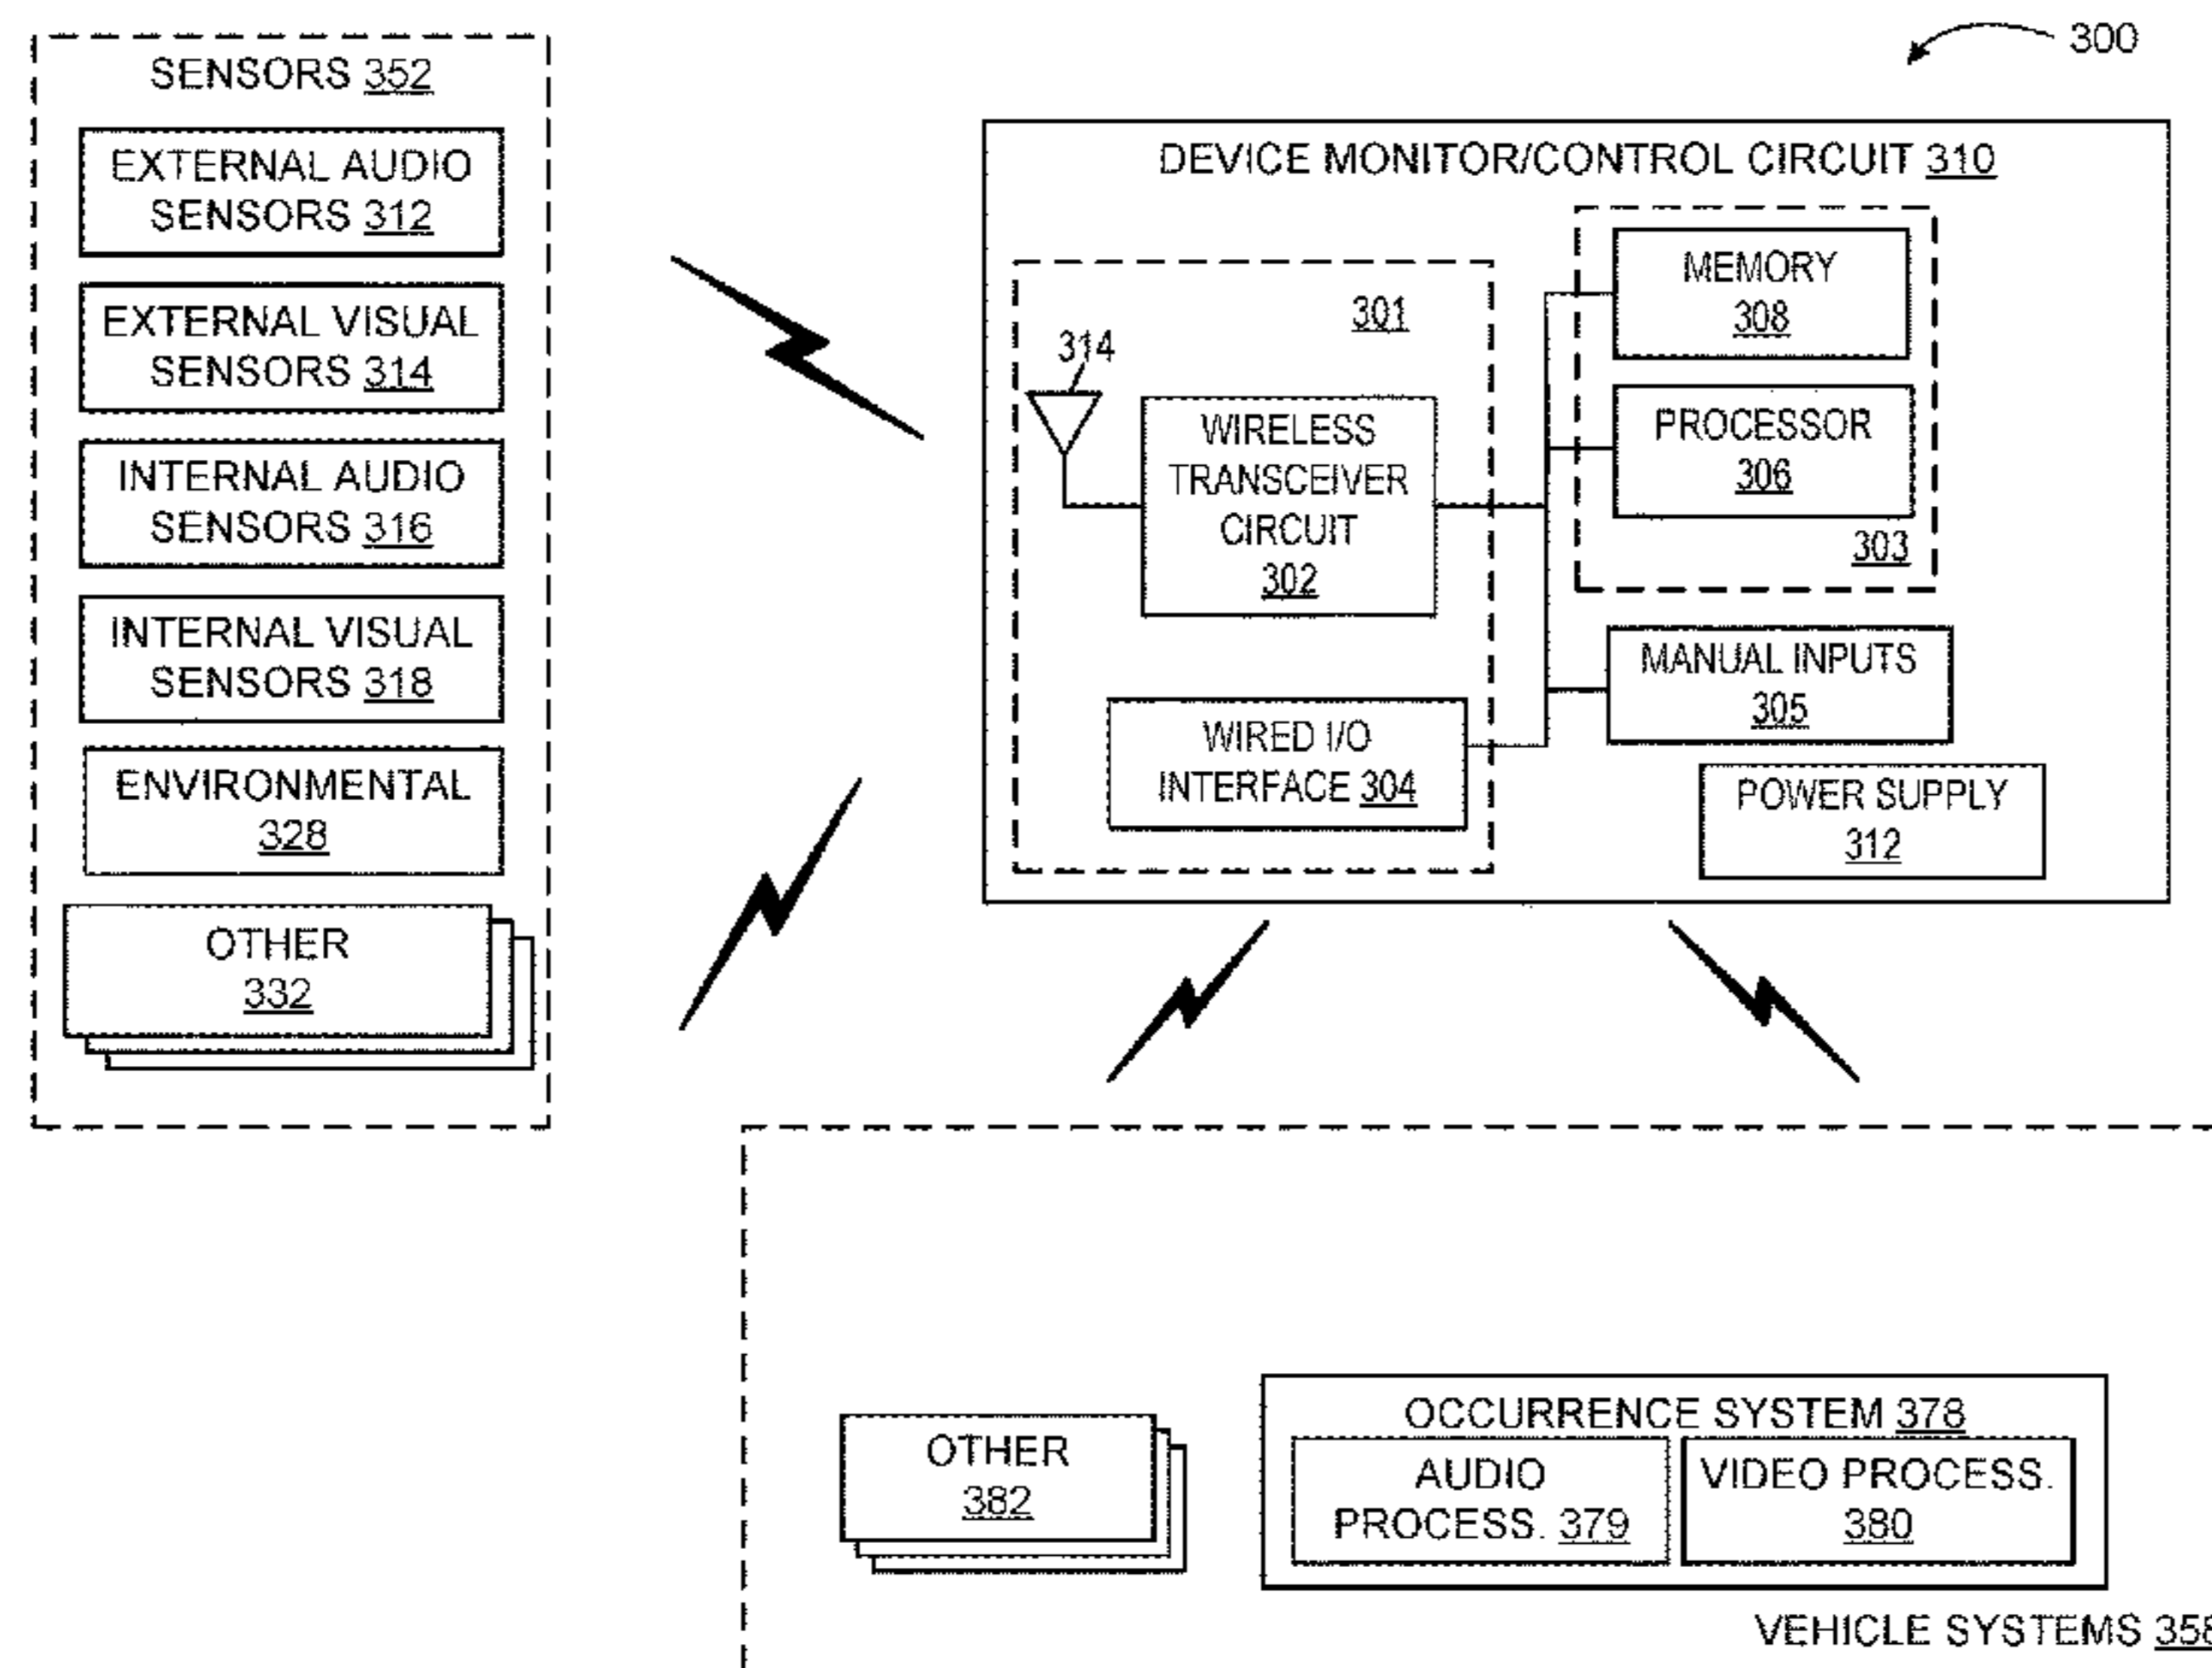 300
SENSORS 352
EXTERNAL AUDIO
SENSORS 312
EXTERNAL VISUAL
SENSORS 314
INTERNAL AUDIO
SENSORS 316
INTERNAL VISUAL
SENSORS 318
ENVIRONMENTAL
328
OTHER
332
DEVICE MONITOR/CONTROL CIRCUIT 310
301
314
WIRELESS
TRANSCEIVER
CIRCUIT
302
WIRED I/O
INTERFACE 304
MEMORY
308
PROCESSOR
306
303
MANUAL INPUTS
305
POWER SUPPLY
312
OTHER
382
OCCURRENCE SYSTEM 378
AUDIO
PROCESS. 379
VIDEO PROCESS.
380
VEHICLE SYSTEMS 358